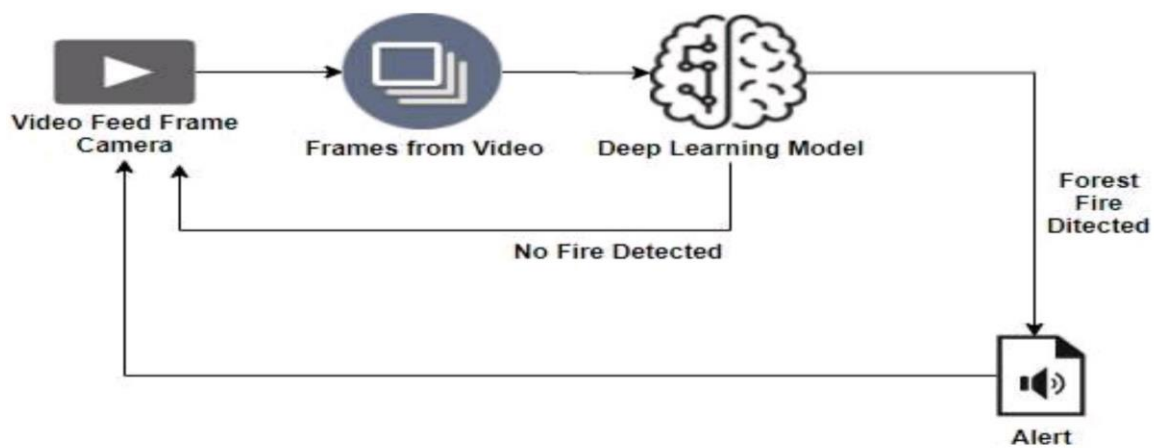 Video Feed Frame
Camera
Frames from Video
Deep Learning Model
Forest
Fire
Ditected
No Fire Detected
Alert